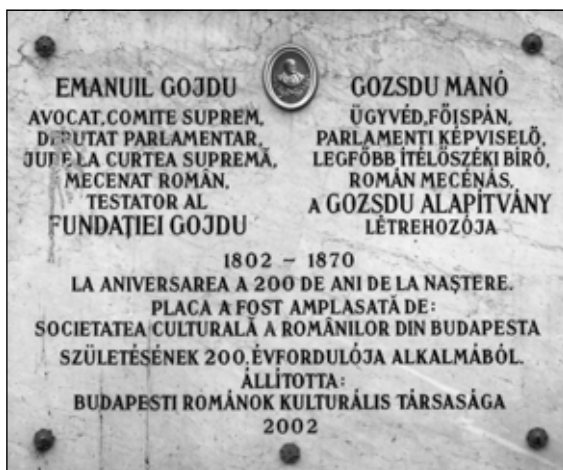 EMANUIL GOJDU
AVOCAT, COMITE SUPREM,
DEPUTAT PARLAMENTAR,
JUDE LA CURTEA SUPREMĂ,
MECENAT ROMÂN,
TESTATOR AL
FUNDAȚIEI GOJDU
GOZSDU MANÓ
ÜGYVÉD, FŐISPÁN,
PARLAMENTI KÉPVISELŐ,
LEGFŐBB ÍTÉLŐSZÉKI BÍRÓ,
ROMÁN MECÉNÁS,
A GOZSDU ALAPÍTVÁNY
LÉTREHOZÓJA
1802 – 1870
LA ANIVERSAREA A 200 DE ANI DE LA NAȘTERE.
PLACA A FOST AMPLASATĂ DE:
SOCIETATEA CULTURALĂ A ROMÂNILOR DIN BUDAPESTA
SZÜLETÉSÉNEK 200. ÉVFORDULÓJA ALKALMÁBÓL.
ÁLLÍTOTTA:
BUDAPESTI ROMÁNOK KULTURÁLIS TÁRSASÁGA
2002